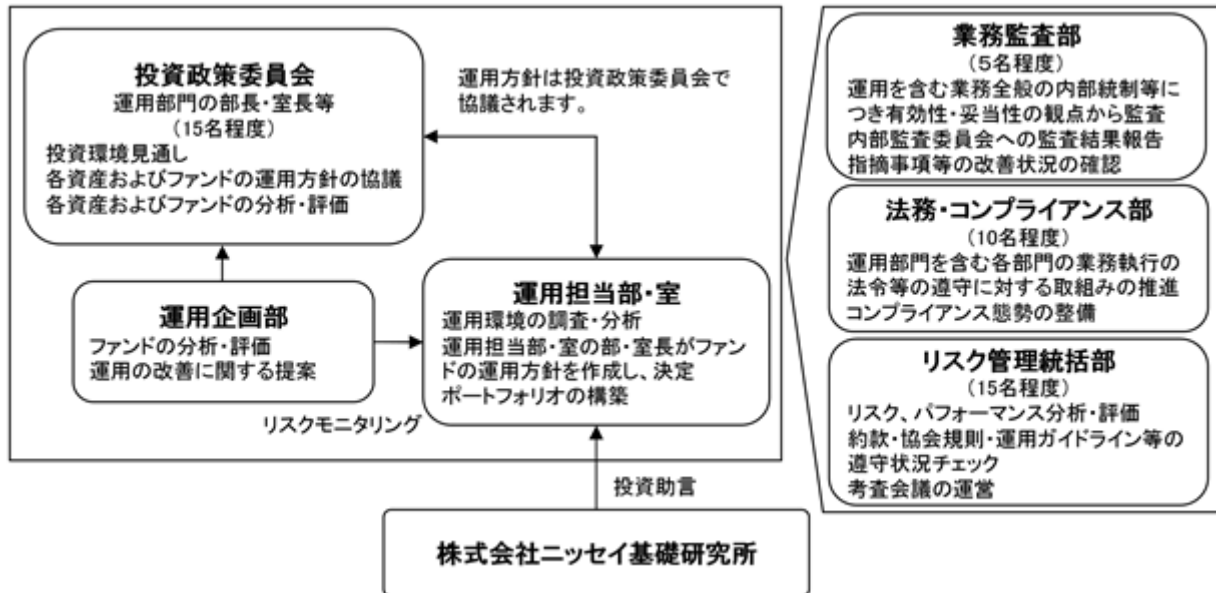 投資政策委員会
運用部門の部長・室長等
（15名程度）
投資環境見通し
各資産およびファンドの運用方針の協議
各資産およびファンドの分析・評価
運用方針は投資政策委員会で
協議されます。
運用企画部
ファンドの分析・評価
運用の改善に関する提案
リスクモニタリング
運用担当部・室
運用環境の調査・分析
運用担当部・室の部・室長がファン
ドの運用方針を作成し、決定
ポートフォリオの構築
投資助言
株式会社ニッセイ基礎研究所
業務監査部
（５名程度）
運用を含む業務全般の内部統制等に
つき有効性・妥当性の観点から監査
内部監査委員会への監査結果報告
指摘事項等の改善状況の確認
法務・コンプライアンス部
（10名程度）
運用部門を含む各部門の業務執行の
法令等の遵守に対する取組みの推進
コンプライアンス態勢の整備
リスク管理統括部
（15名程度）
リスク、パフォーマンス分析・評価
約款・協会規則・運用ガイドライン等の
遵守状況チェック
考査会議の運営